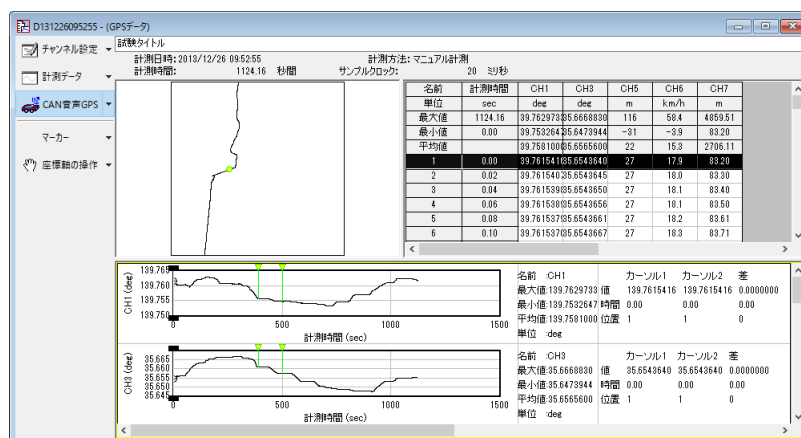 D131226095255 - (GPSデータ)
チャンネル設定
計測データ
CAN音声GPS
マーカー
座標軸の操作
試験タイトル
計測日時:2013/12/26 09:52:55 計測方法:マニュアル計測
計測時間: 1124.16 秒間 サンプルクロック: 20 ミリ秒
名前 計測時間 CH1 CH3 CH5 CH6 CH7
単位 sec deg deg m km/h m
最大値 1124.16 39.7629733 35.6668830 116 58.4 4859.51
最小値 0.00 39.7532647 35.6473944 -31 -3.9 83.20
平均値 39.7581000 35.6565600 22 15.3 2706.11
1 0.00 39.7615416 35.6543640 27 17.9 83.20
2 0.02 39.7615407 35.6543645 27 18.0 83.30
3 0.04 39.7615398 35.6543650 27 18.1 83.40
4 0.06 39.7615389 35.6543656 27 18.1 83.50
5 0.08 39.7615379 35.6543661 27 18.2 83.61
6 0.10 39.7615370 35.6543667 27 18.3 83.71
CH1 (deg)
139.765
139.760
139.755
139.750
0 500 1000 1500
計測時間 (sec)
名前 :CH1 カーソル1 カーソル2 差
最大値:139.7629733 値 139.7615416 139.7615416 0.0000000
最小値:139.7532647 時間 0.00 0.00 0.00
平均値:139.7581000 位置 1 1 0
単位 :deg
CH3 (deg)
35.665
35.660
35.655
35.650
35.645
0 500 1000 1500
計測時間 (sec)
名前 :CH3 カーソル1 カーソル2 差
最大値:35.6668830 値 35.6543640 35.6543640 0.0000000
最小値:35.6473944 時間 0.00 0.00 0.00
平均値:35.6565600 位置 1 1 0
単位 :deg